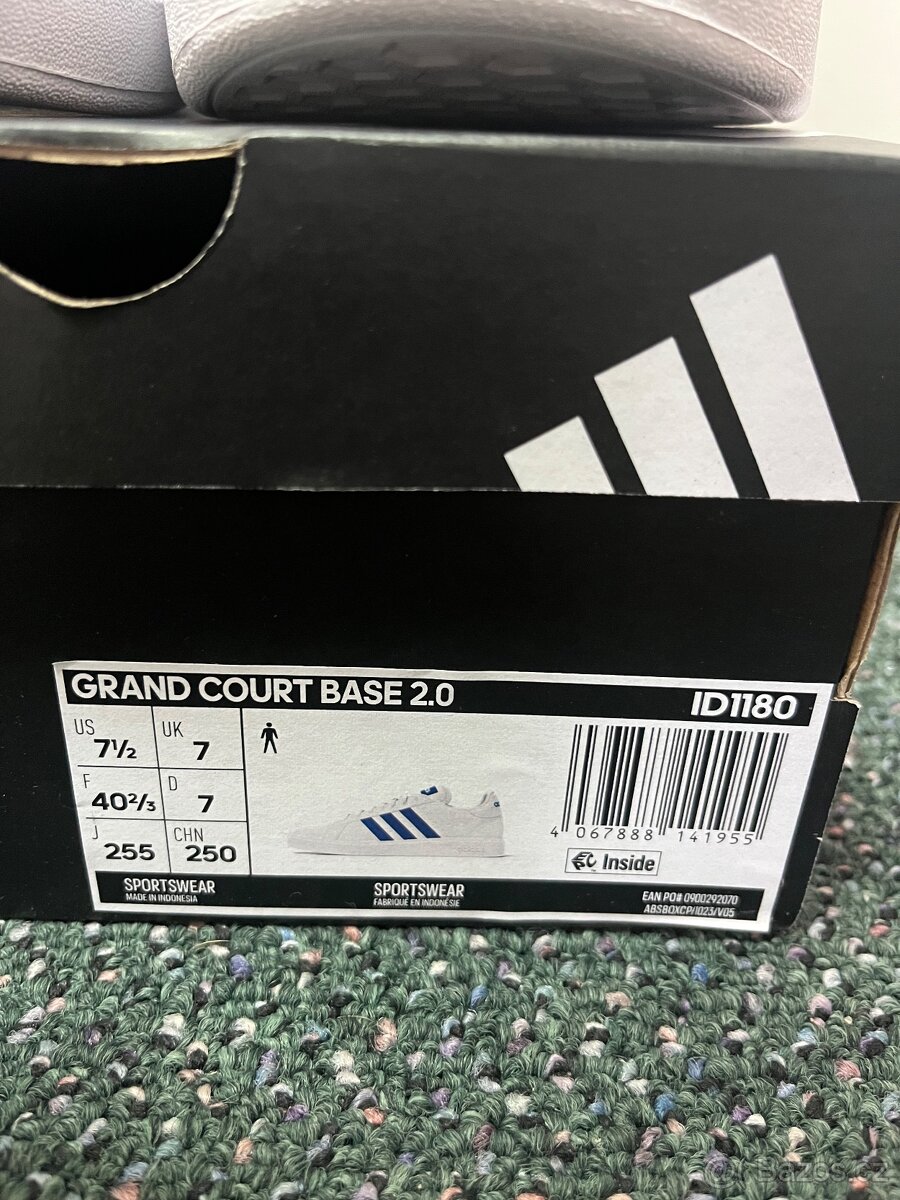 GRAND COURT BASE 2.0 ID1180
US 7½ UK 7
F 40⅔ D 7
J 255 CHN 250
4 067888 141955
Inside
SPORTSWEAR
MADE IN INDONESIA
SPORTSWEAR
FABRIQUÉ EN INDONÉSIE
EAN PO# 0900292070
ABSBOXCP/1023/V05
Bazos.cz